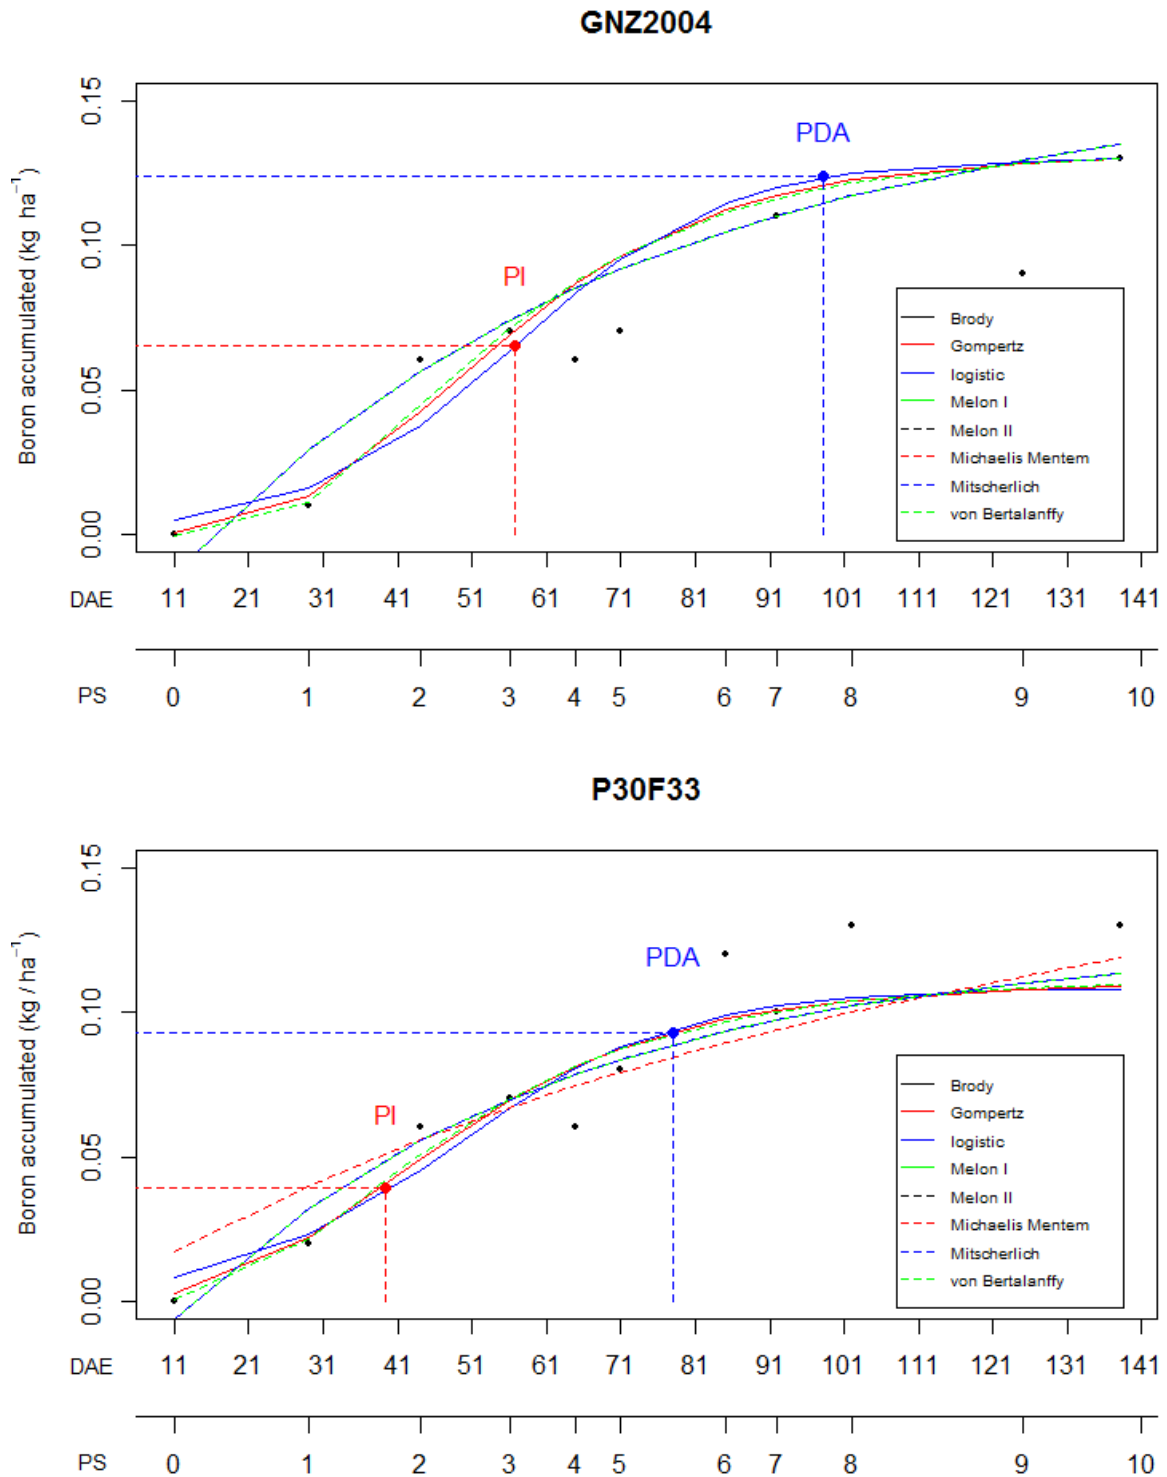 GNZ2004
Boron accumulated (kg ha⁻¹)
0.15
0.10
0.05
0.00
PDA
PI
Brody
Gompertz
logistic
Melon I
Melon II
Michaelis Mentem
Mitscherlich
von Bertalanffy
DAE 11 21 31 41 51 61 71 81 91 101 111 121 131 141
PS 0 1 2 3 4 5 6 7 8 9 10
P30F33
Boron accumulated (kg / ha⁻¹)
0.15
0.10
0.05
0.00
PDA
PI
Brody
Gompertz
logistic
Melon I
Melon II
Michaelis Mentem
Mitscherlich
von Bertalanffy
DAE 11 21 31 41 51 61 71 81 91 101 111 121 131 141
PS 0 1 2 3 4 5 6 7 8 9 10